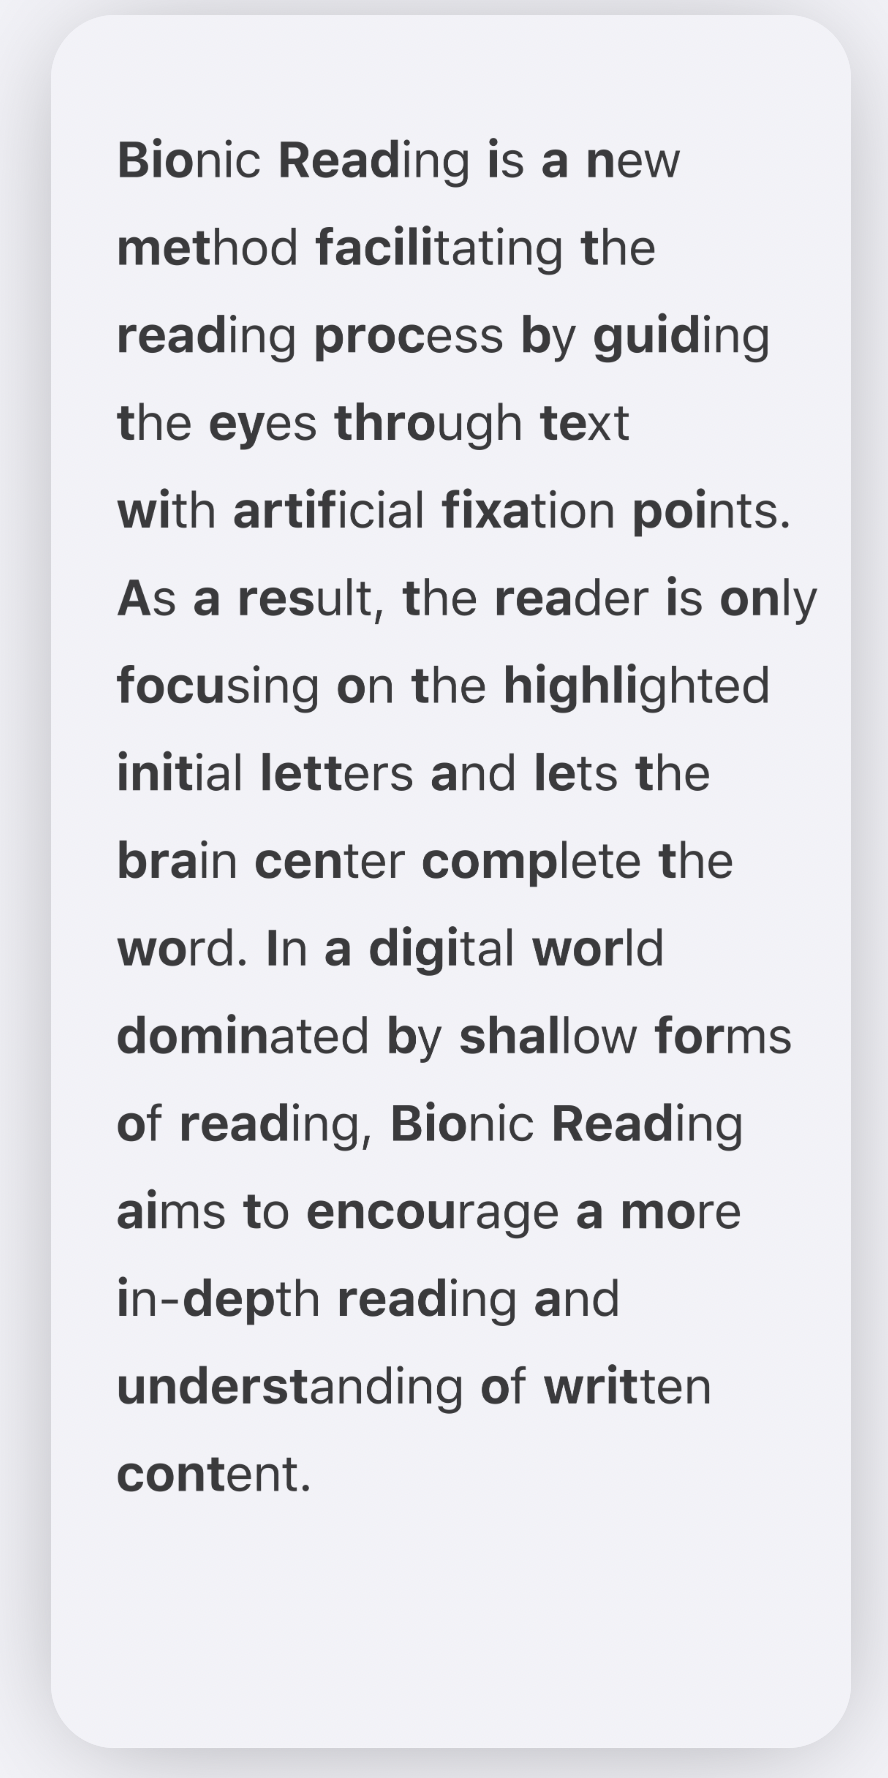 Bionic Reading is a new
method facilitating the
reading process by guiding
the eyes through text
with artificial fixation points.
As a result, the reader is only
focusing on the highlighted
initial letters and lets the
brain center complete the
word. In a digital world
dominated by shallow forms
of reading, Bionic Reading
aims to encourage a more
in-depth reading and
understanding of written
content.